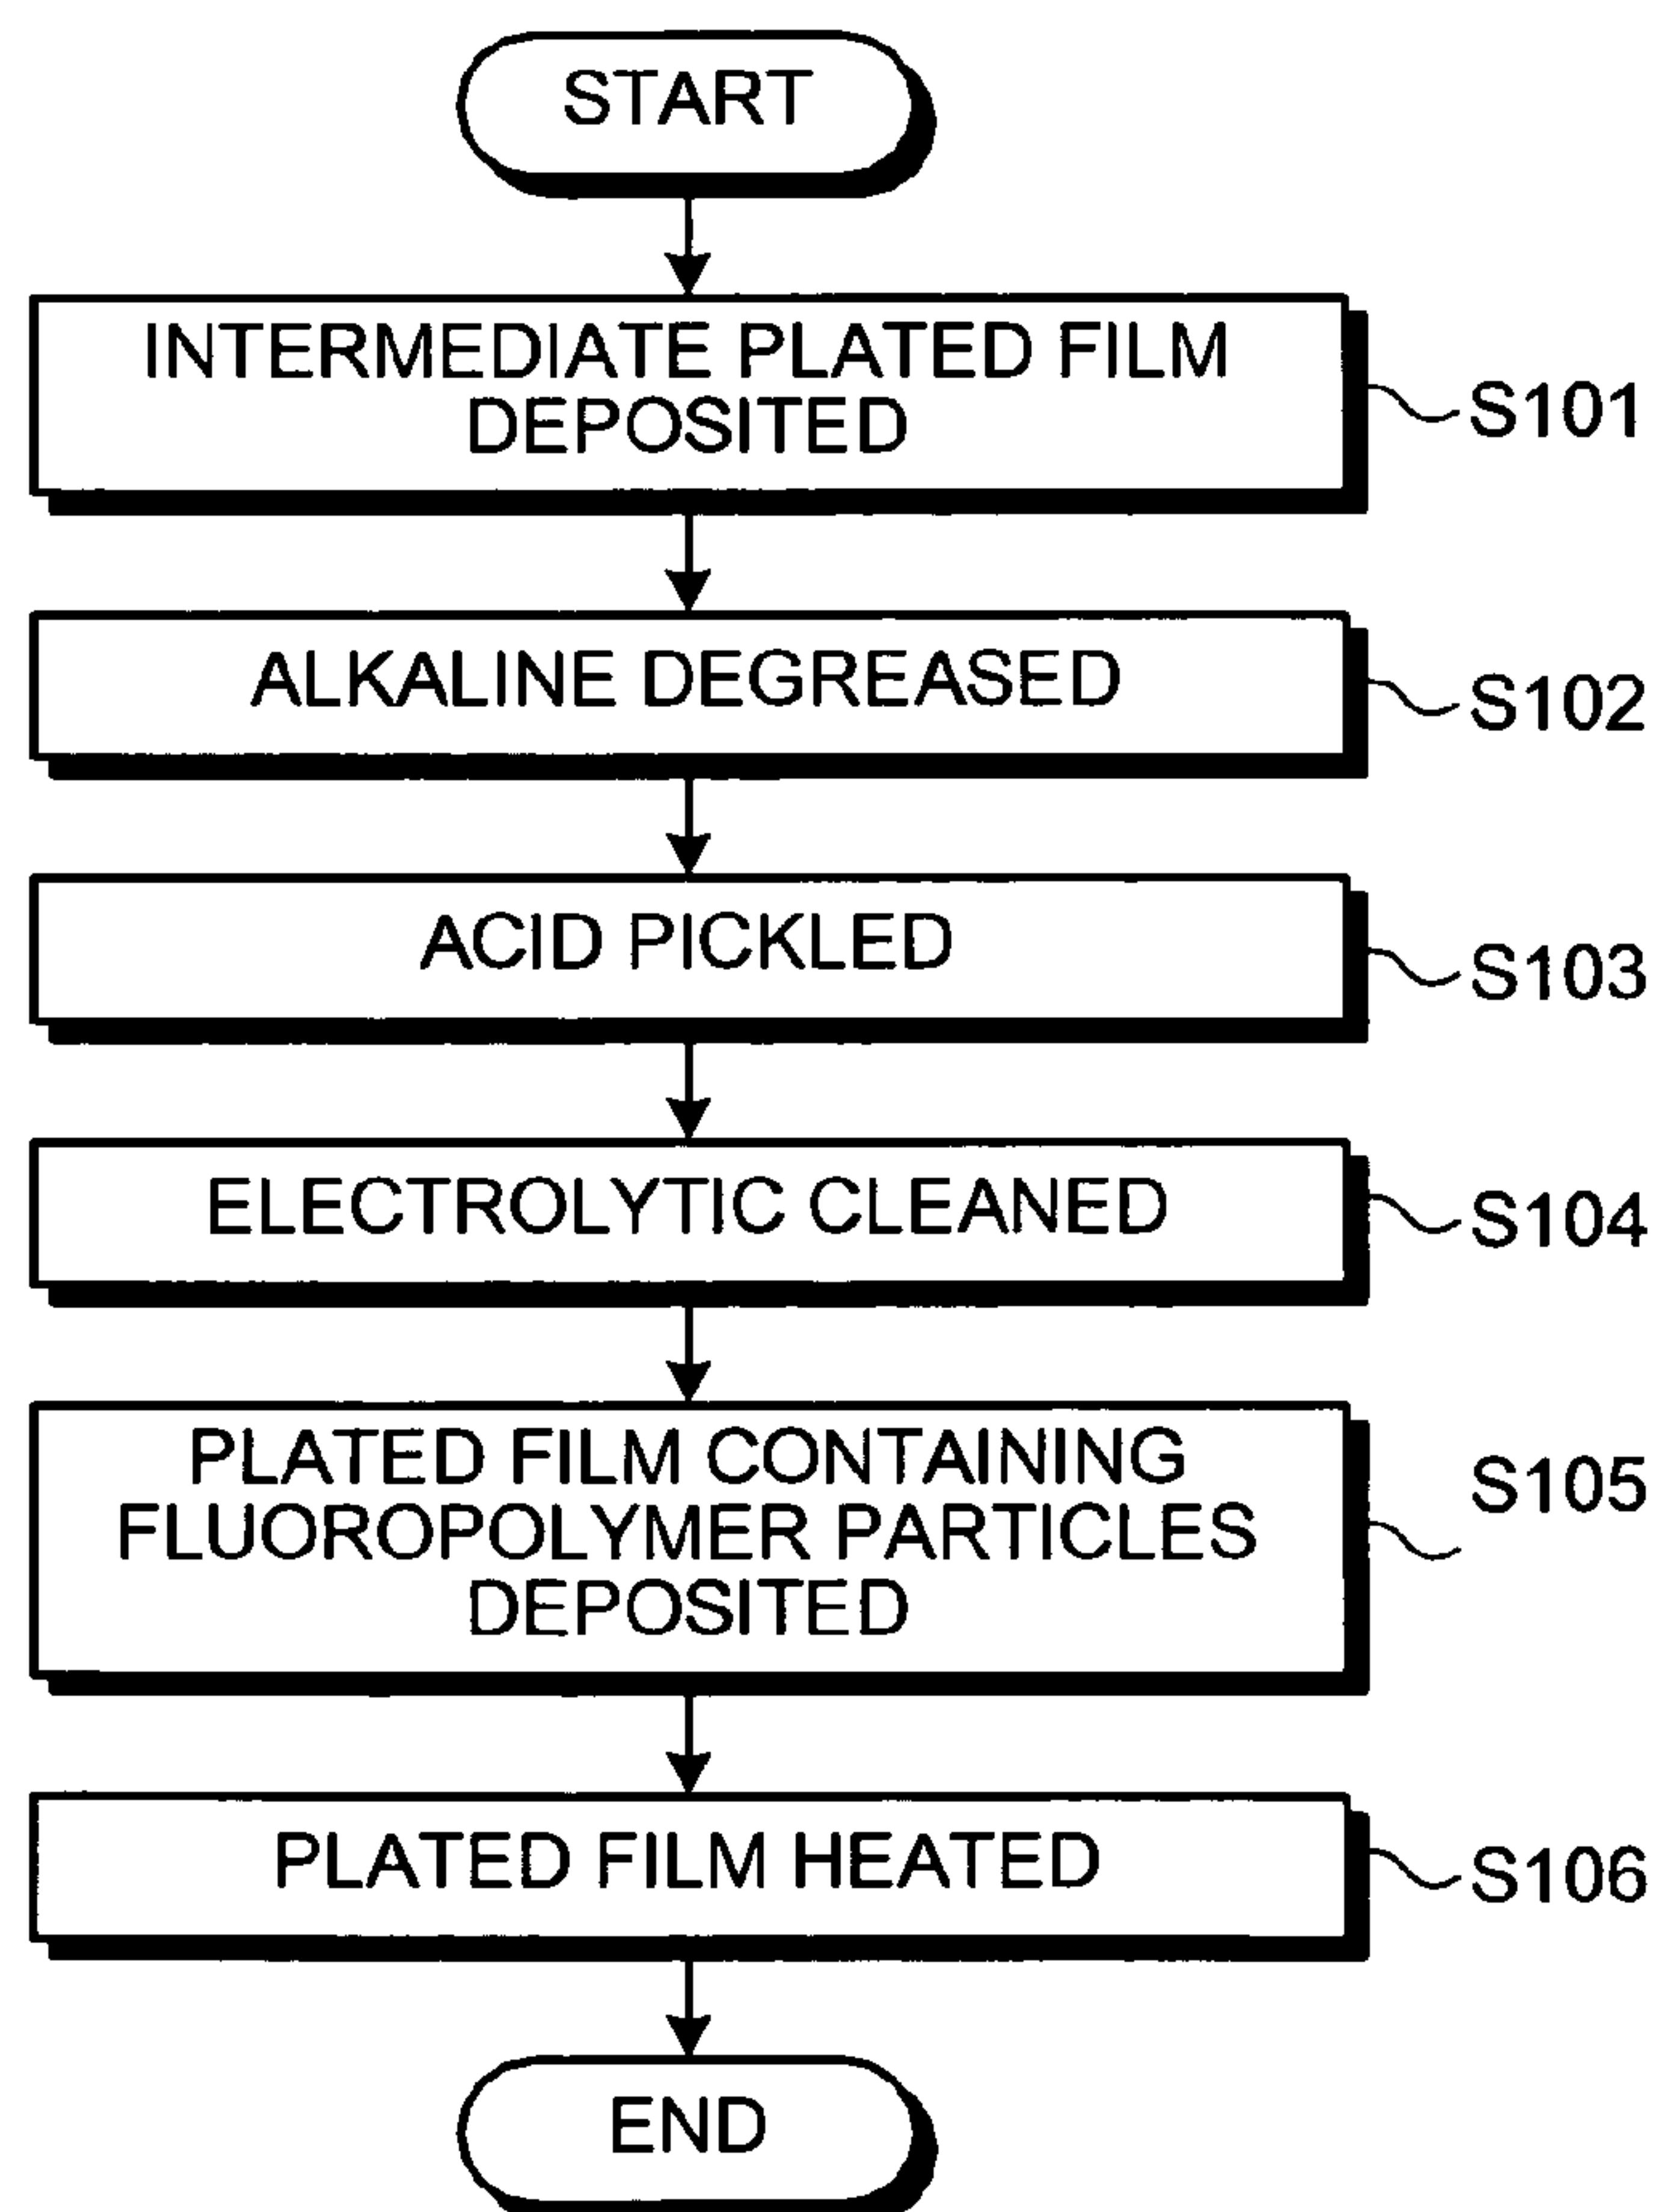 START
INTERMEDIATE PLATED FILM
DEPOSITED
S101
ALKALINE DEGREASED
S102
ACID PICKLED
S103
ELECTROLYTIC CLEANED
S104
PLATED FILM CONTAINING
FLUOROPOLYMER PARTICLES
DEPOSITED
S105
PLATED FILM HEATED
S106
END